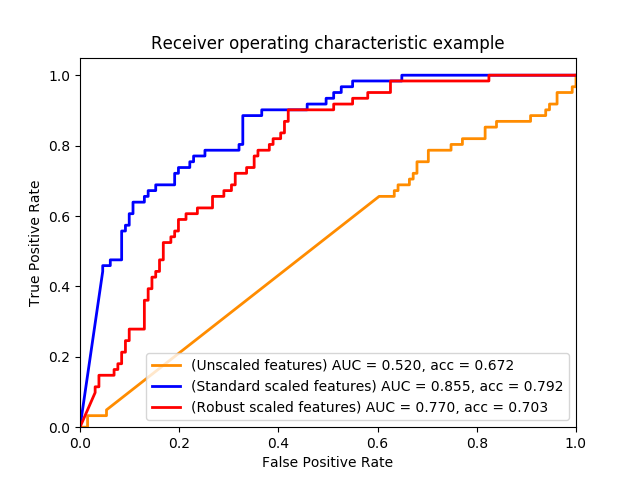 Receiver operating characteristic example
True Positive Rate
1.0
0.8
0.6
0.4
0.2
0.0
(Unscaled features) AUC = 0.520, acc = 0.672
(Standard scaled features) AUC = 0.855, acc = 0.792
(Robust scaled features) AUC = 0.770, acc = 0.703
0.0 0.2 0.4 0.6 0.8 1.0
False Positive Rate